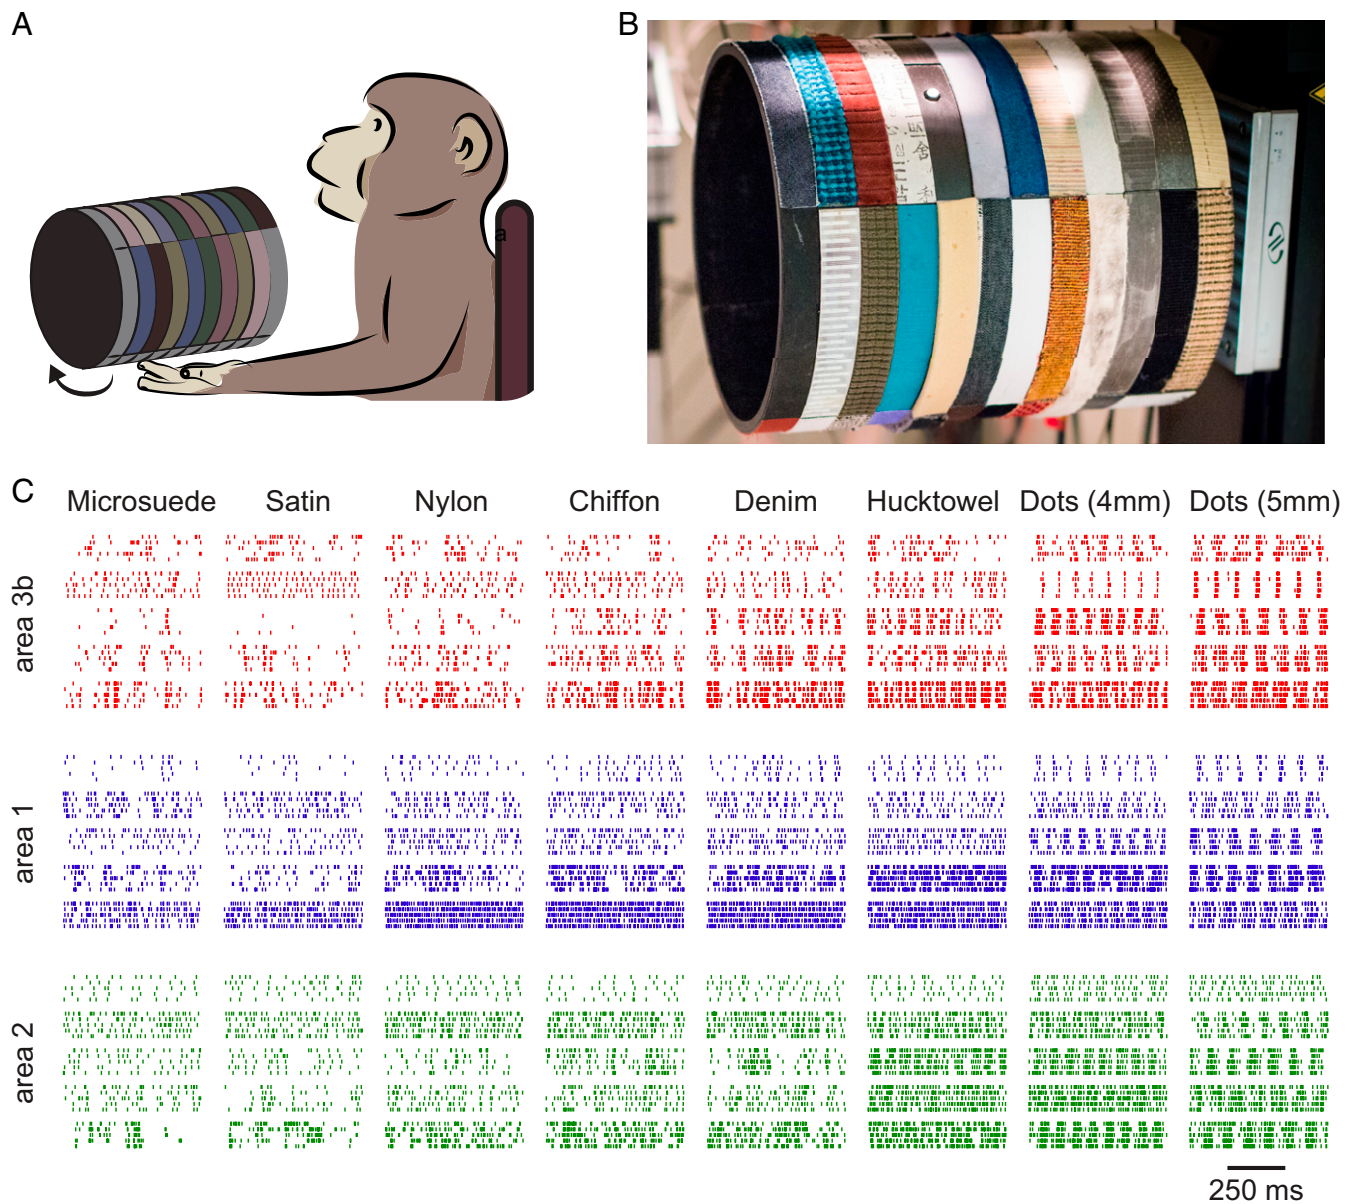 A
B
a
C
Microsuede Satin Nylon Chiffon Denim Hucktowel Dots (4mm) Dots (5mm)
area 3b
area 1
area 2
250 ms